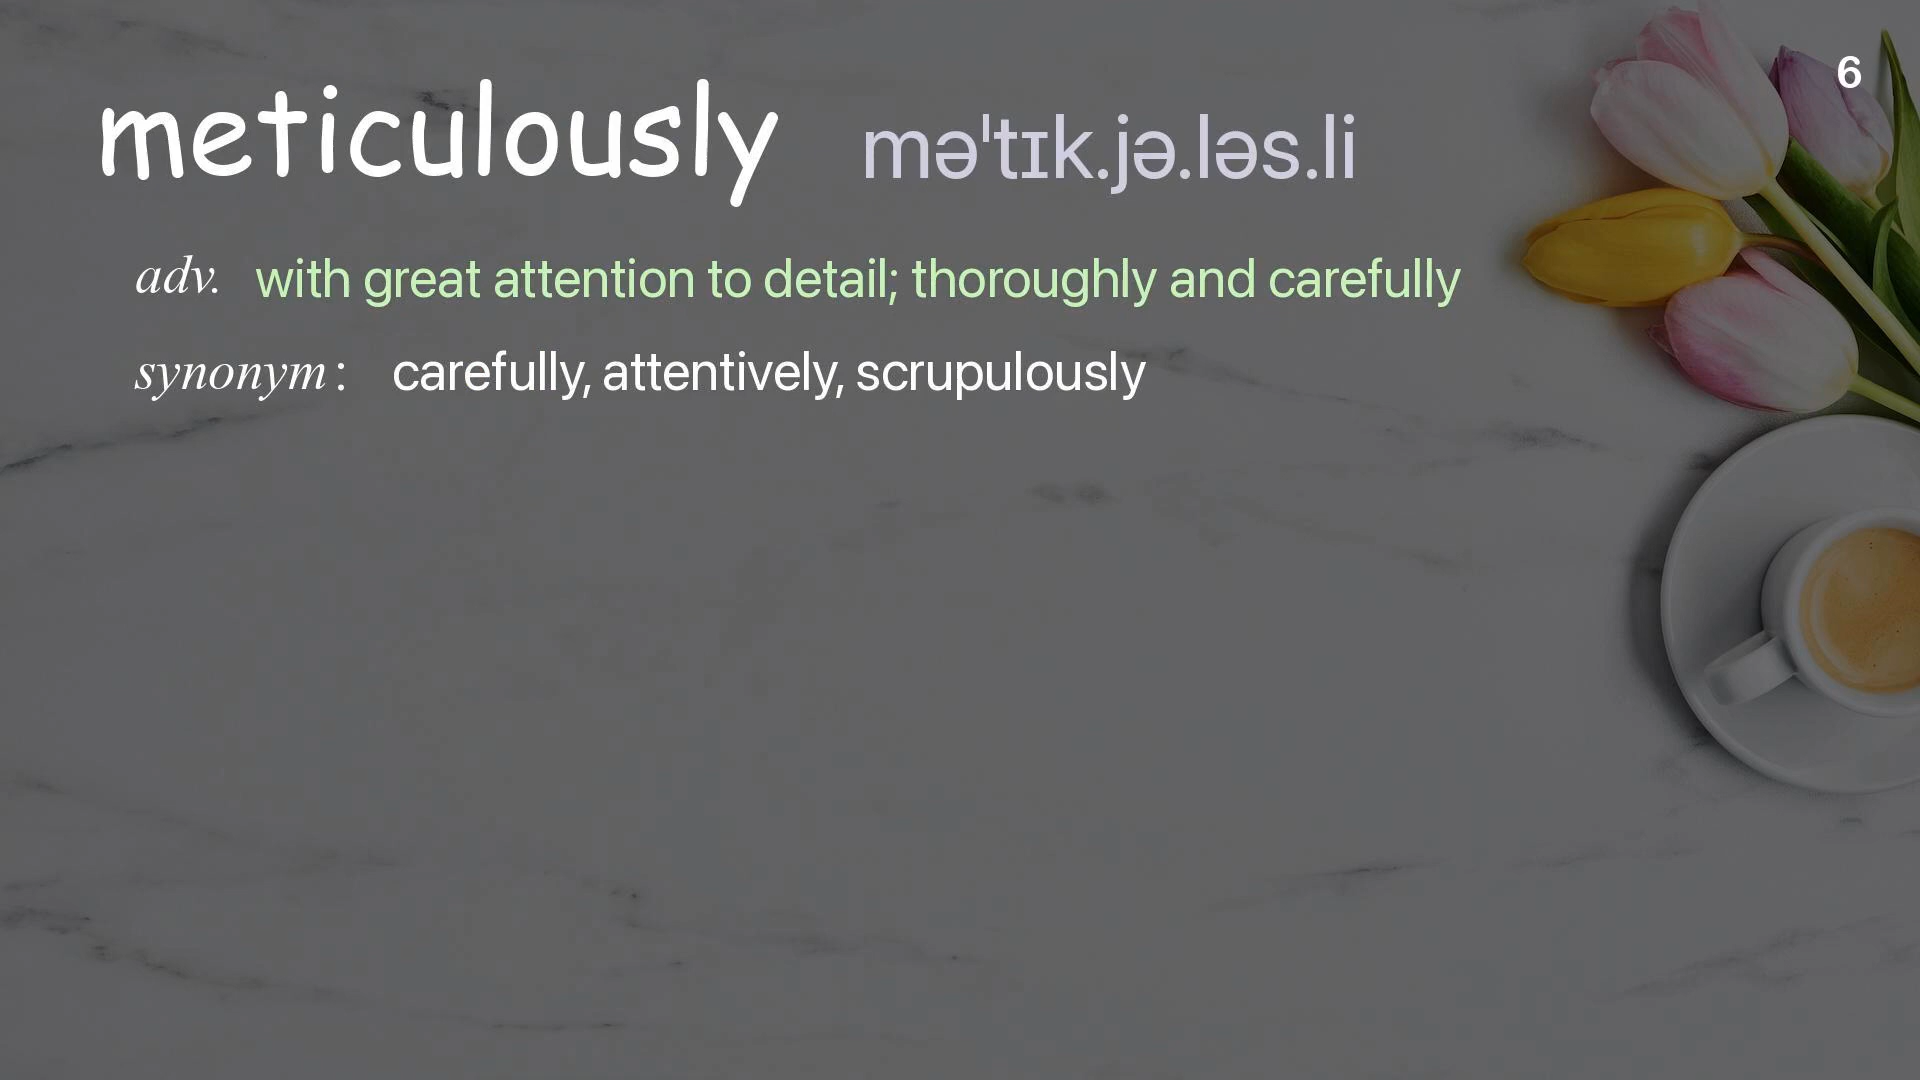 6
meticulously məˈtɪk.jə.ləs.li
adv. with great attention to detail; thoroughly and carefully
synonym : carefully, attentively, scrupulously